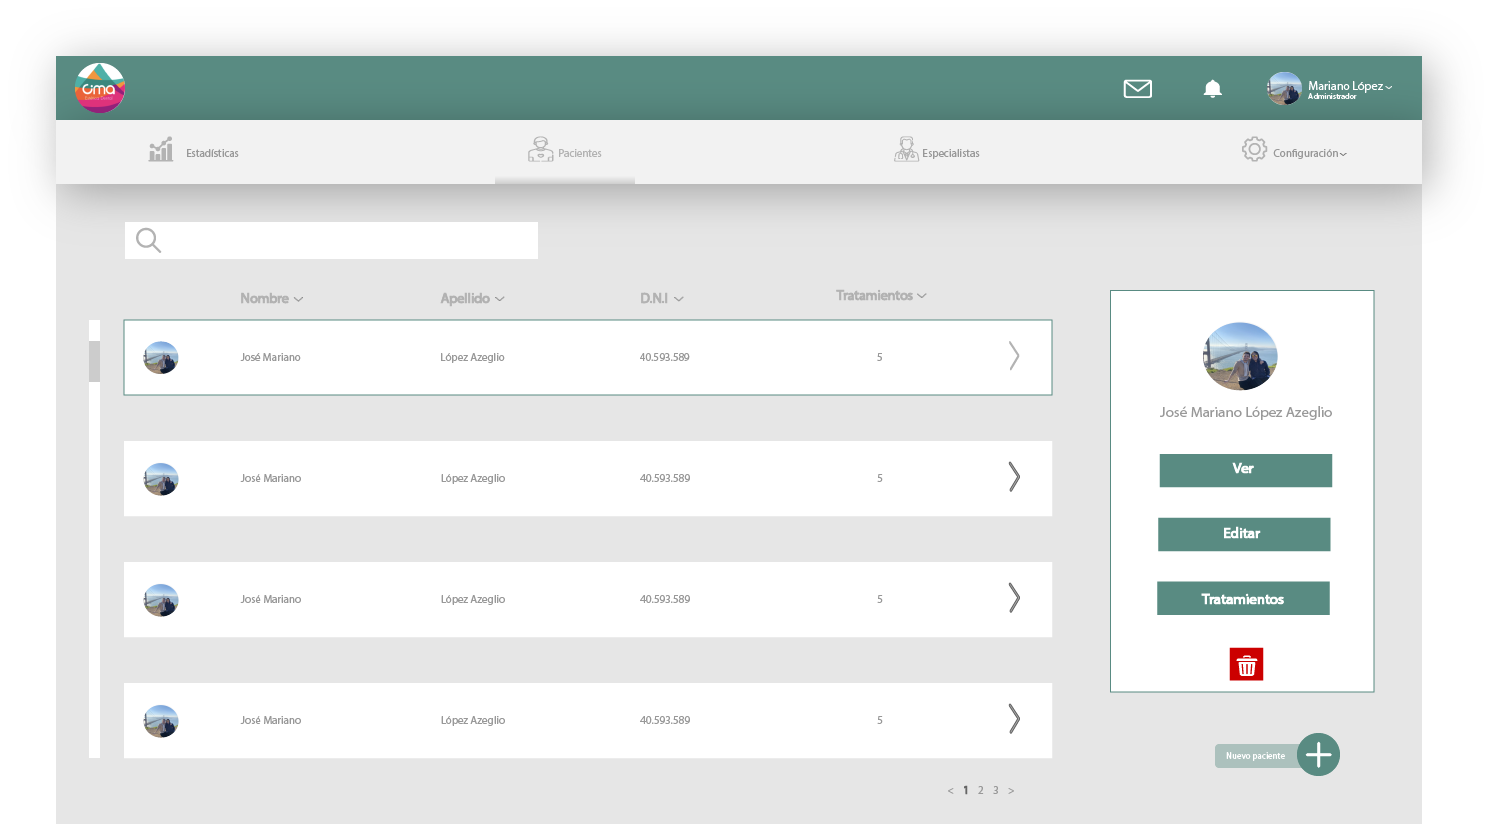 cima
Mariano López
Administrador
Estadísticas
Pacientes
Especialistas
Configuración
Nombre
Apellido
D.N.I
Tratamientos
José Mariano
López Azeglio
40.593.589
5
José Mariano
López Azeglio
40.593.589
5
José Mariano
López Azeglio
40.593.589
5
José Mariano
López Azeglio
40.593.589
5
José Mariano López Azeglio
Ver
Editar
Tratamientos
Nuevo paciente
< 1 2 3 >